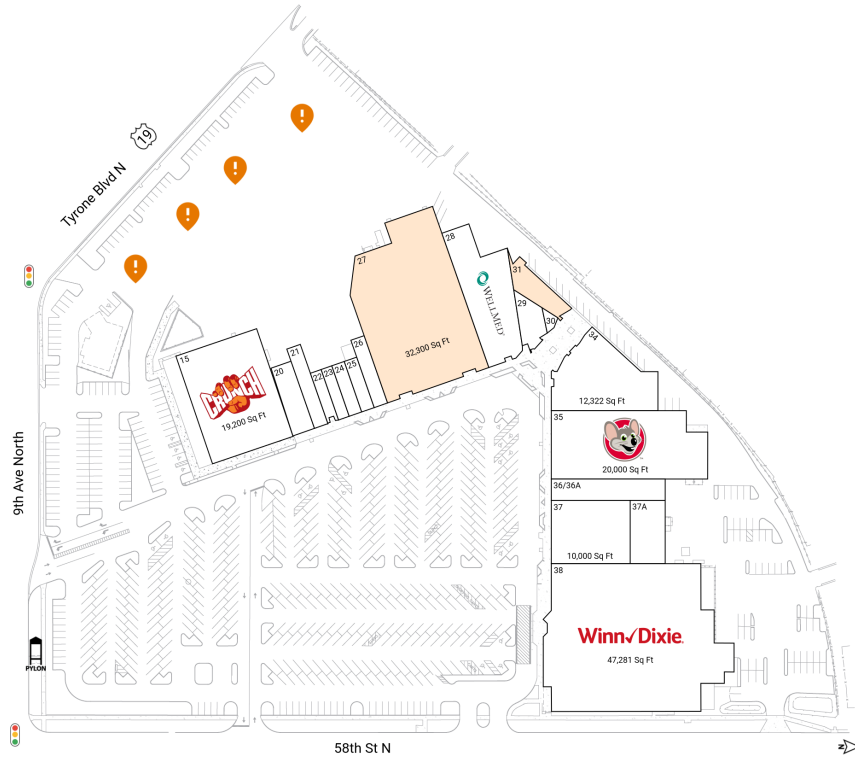 19
Tyrone Blvd N
28
27
31
29
30
WELLMED
34
26
32,300 Sq Ft
21
15
20
22
23
24
25
CRUNCH
19,200 Sq Ft
12,322 Sq Ft
35
20,000 Sq Ft
36/36A
37
37A
10,000 Sq Ft
9th Ave North
38
Winn Dixie
47,281 Sq Ft
PYLON
58th St N
N